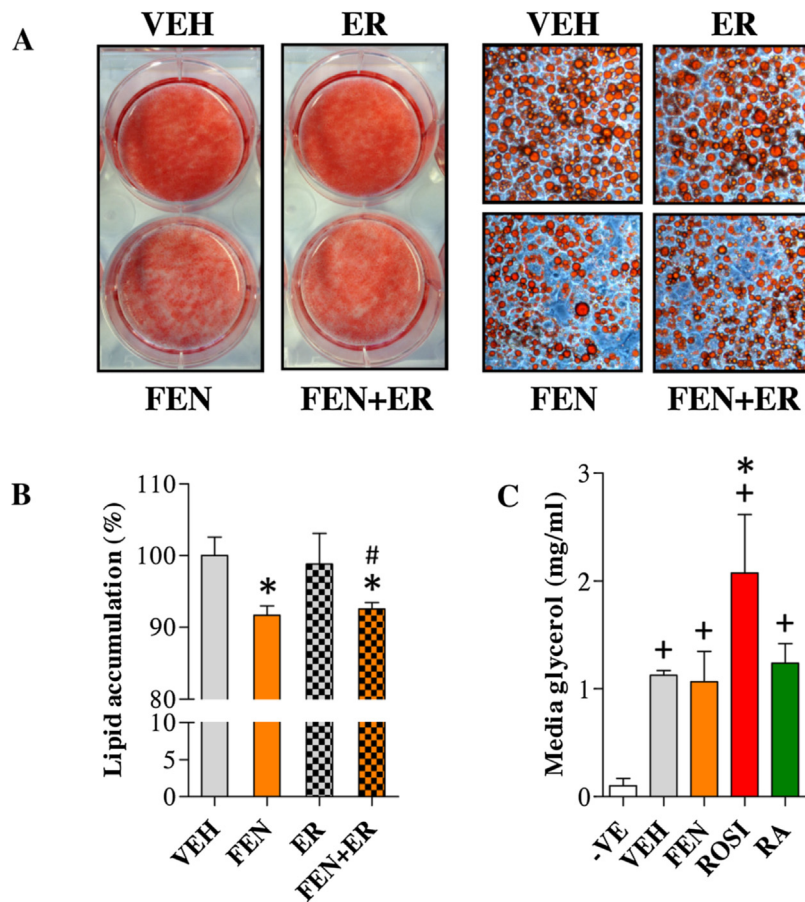 A
VEH ER VEH ER
FEN FEN+ER FEN FEN+ER
B
Lipid accumulation (%)
110
100
90
80
10
5
0
*
#
*
VEH FEN ER FEN+ER
C
Media glycerol (mg/ml)
3
2
1
0
+
+
*
+
+
-VE VEH FEN ROSI RA